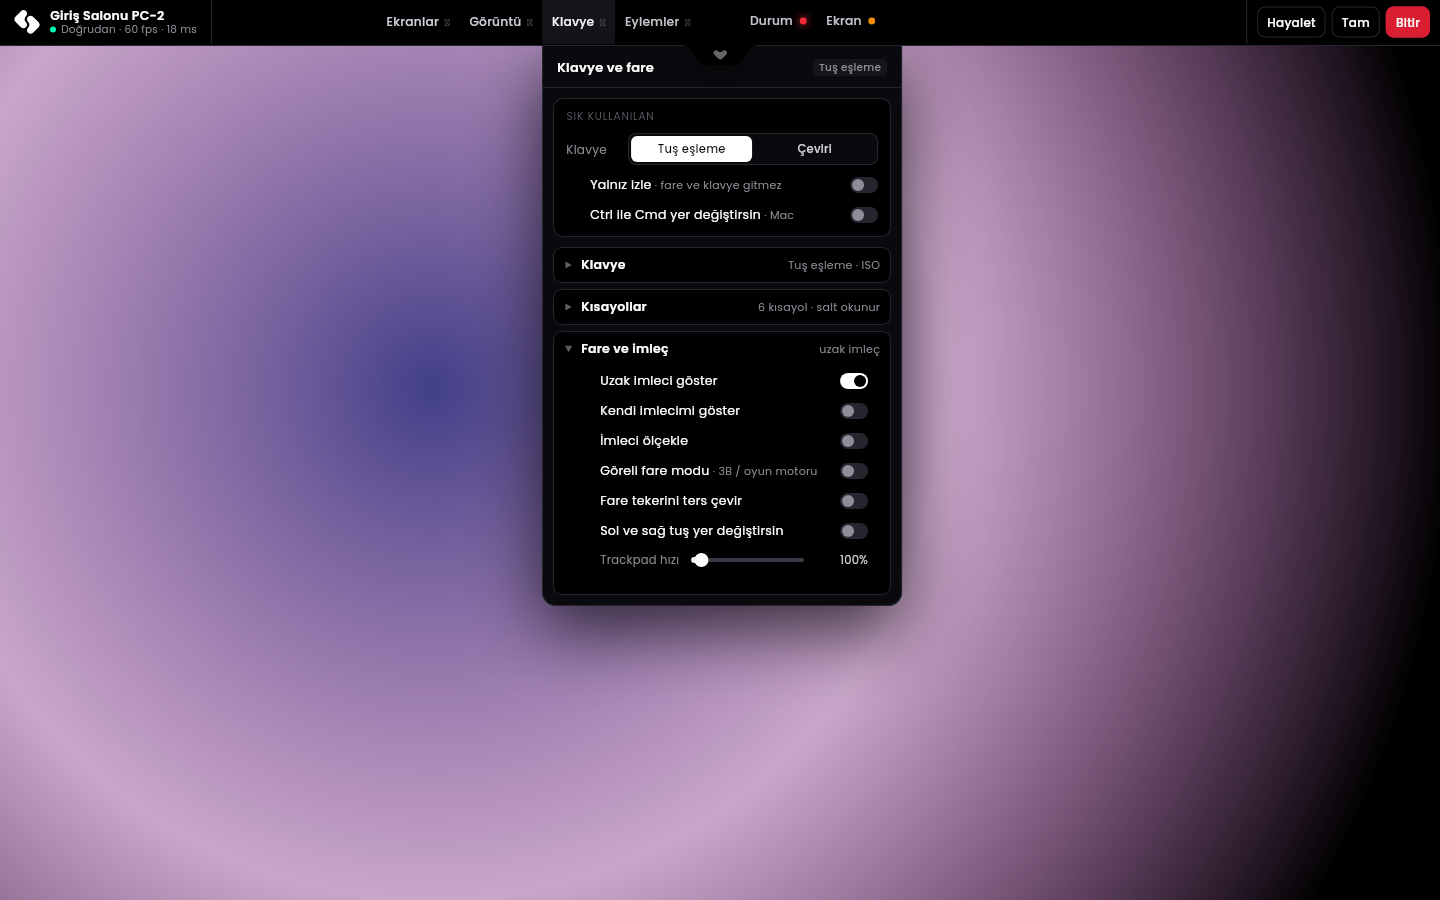 Giriş Salonu PC-2
Doğrudan · 60 fps · 18 ms
Ekranlar
Görüntü
Klavye
Eylemler
Durum
Ekran
Hayalet
Tam
Bitir
Klavye ve fare
Tuş eşleme
SIK KULLANILAN
Klavye
Tuş eşleme
Çeviri
Yalnız izle · fare ve klavye gitmez
Ctrl ile Cmd yer değiştirsin · Mac
Klavye
Tuş eşleme · ISO
Kısayollar
6 kısayol · salt okunur
Fare ve imleç
uzak imleç
Uzak imleci göster
Kendi imlecimi göster
İmleci ölçekle
Göreli fare modu · 3B / oyun motoru
Fare tekerini ters çevir
Sol ve sağ tuş yer değiştirsin
Trackpad hızı
100%